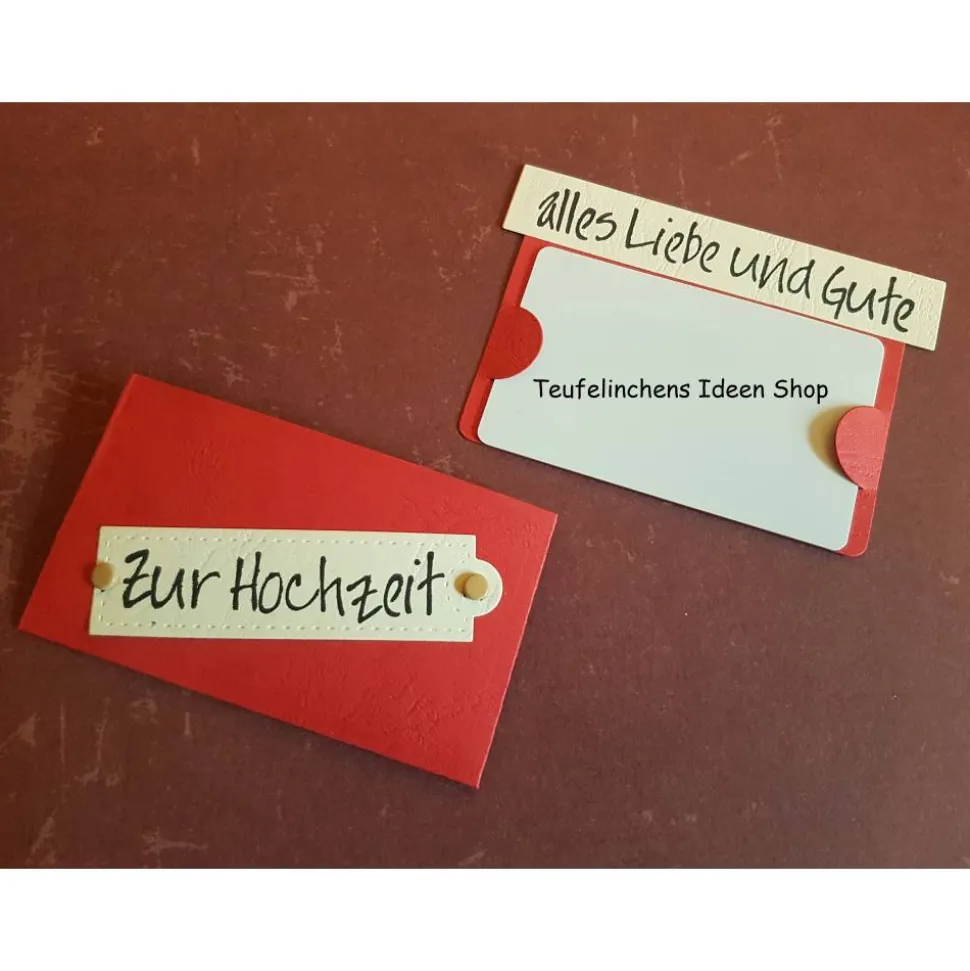 alles Liebe und Gute
Teufelinchens Ideen Shop
Zur Hochzeit